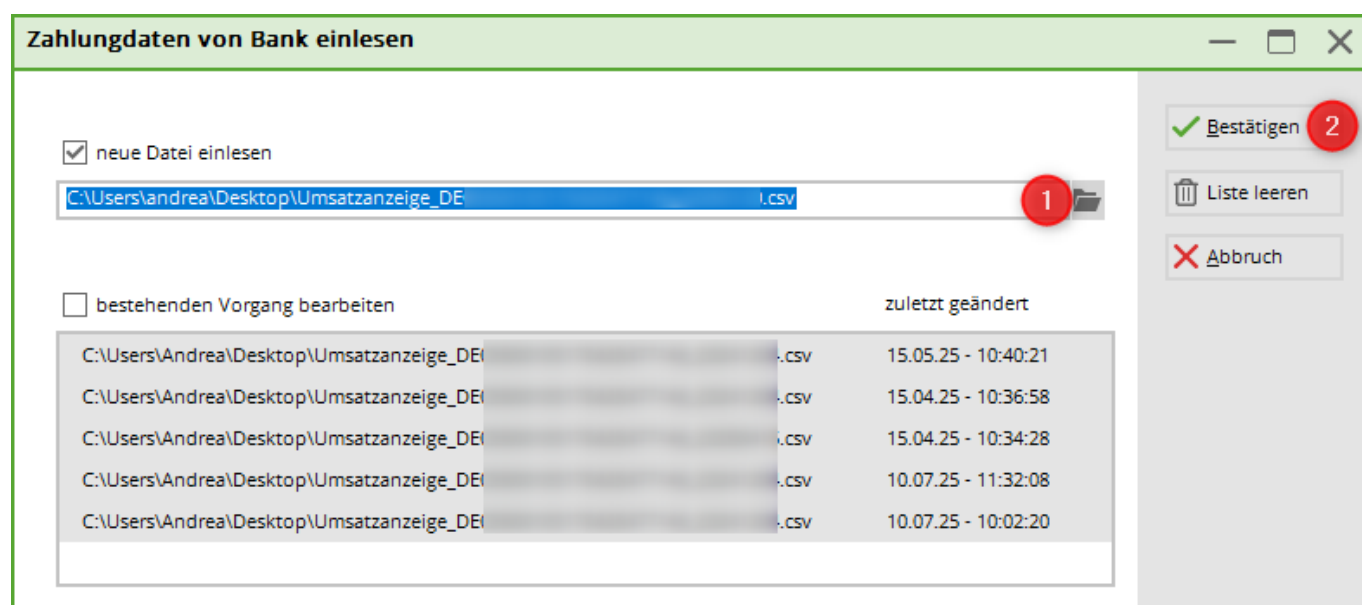 Zahlungdaten von Bank einlesen
neue Datei einlesen
C:\Users\andrea\Desktop\Umsatzanzeige_DE .csv
1
bestehenden Vorgang bearbeiten zuletzt geändert
C:\Users\Andrea\Desktop\Umsatzanzeige_DE .csv 15.05.25 - 10:40:21
C:\Users\Andrea\Desktop\Umsatzanzeige_DE .csv 15.04.25 - 10:36:58
C:\Users\Andrea\Desktop\Umsatzanzeige_DE .csv 15.04.25 - 10:34:28
C:\Users\Andrea\Desktop\Umsatzanzeige_DE .csv 10.07.25 - 11:32:08
C:\Users\Andrea\Desktop\Umsatzanzeige_DE .csv 10.07.25 - 10:02:20
Bestätigen 2
Liste leeren
Abbruch